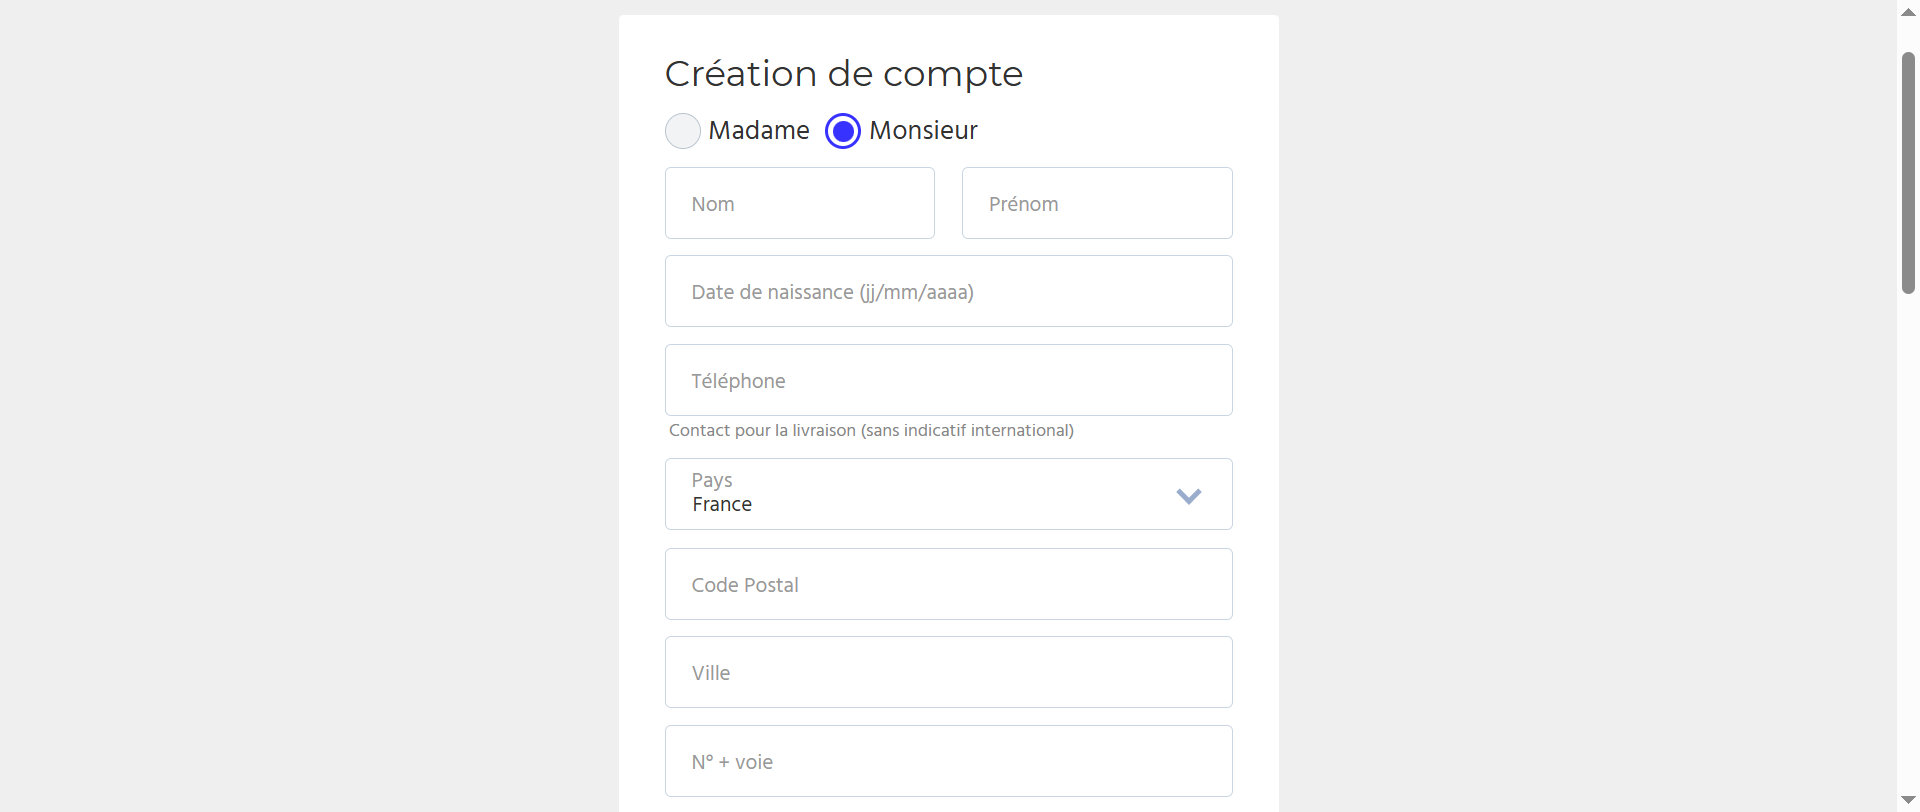 Création de compte
Madame Monsieur
Nom Prénom
Date de naissance (jj/mm/aaaa)
Téléphone
Contact pour la livraison (sans indicatif international)
Pays
France
Code Postal
Ville
N° + voie